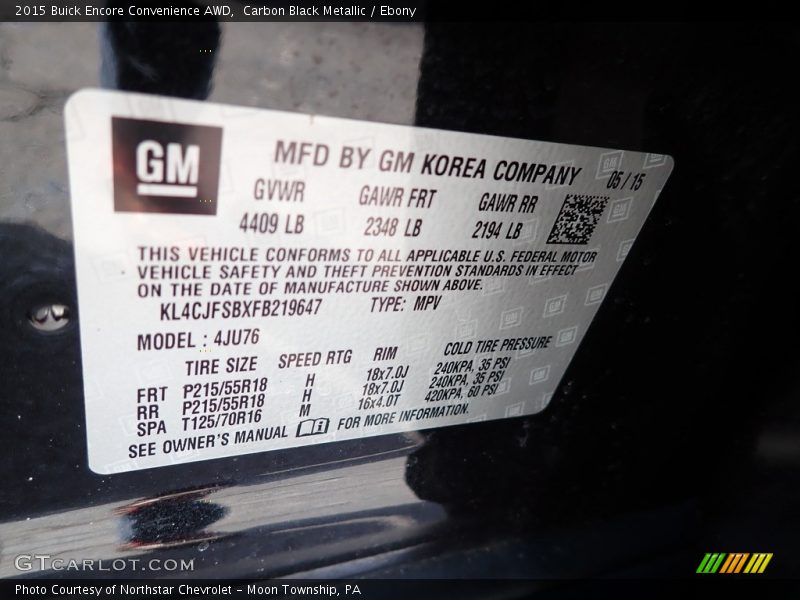 2015 Buick Encore Convenience AWD, Carbon Black Metallic / Ebony
GM
MFD BY GM KOREA COMPANY 05/15
GVWR GAWR FRT GAWR RR
4409 LB 2348 LB 2194 LB
THIS VEHICLE CONFORMS TO ALL APPLICABLE U.S. FEDERAL MOTOR
VEHICLE SAFETY AND THEFT PREVENTION STANDARDS IN EFFECT
ON THE DATE OF MANUFACTURE SHOWN ABOVE.
KL4CJFSBXFB219647 TYPE: MPV
MODEL : 4JU76
TIRE SIZE SPEED RTG RIM COLD TIRE PRESSURE
FRT P215/55R18 H 18x7.0J 240KPA, 35 PSI
RR P215/55R18 H 18x7.0J 240KPA, 35 PSI
SPA T125/70R16 M 16x4.0T 420KPA, 60 PSI
SEE OWNER'S MANUAL FOR MORE INFORMATION.
GTCARLOT.COM
Photo Courtesy of Northstar Chevrolet - Moon Township, PA